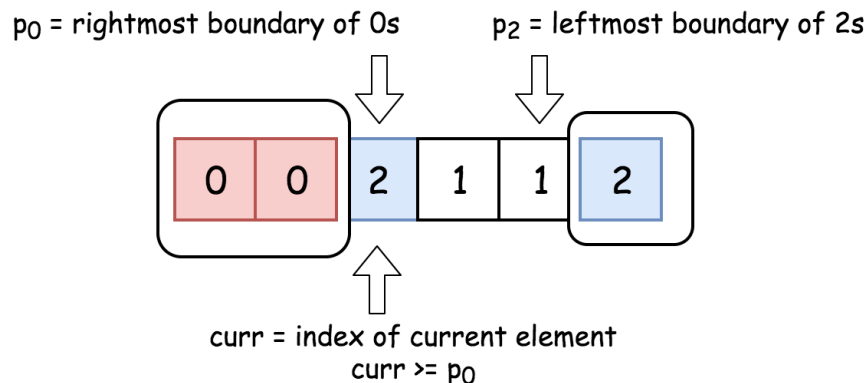 p0 = rightmost boundary of 0s
p2 = leftmost boundary of 2s
0 0 2 1 1 2
curr = index of current element
curr >= p0